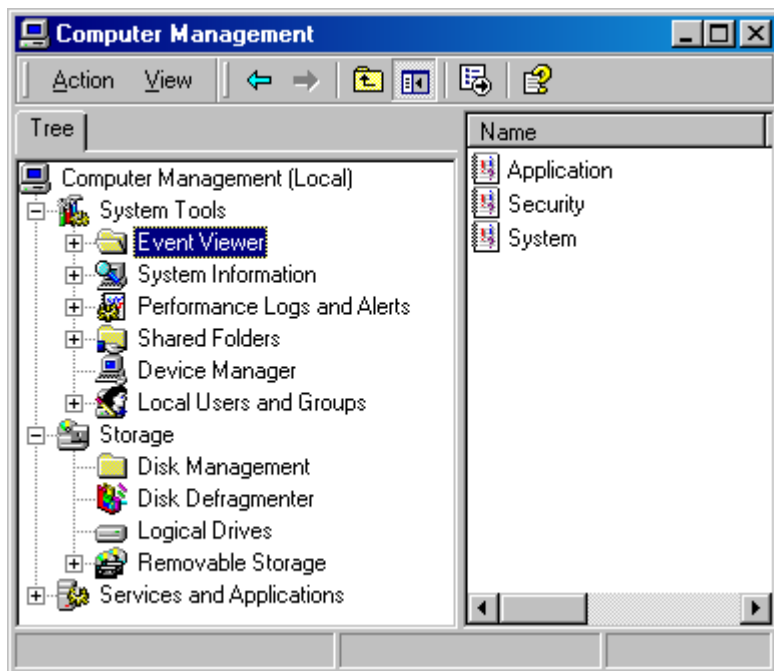 Computer Management
Action View
Tree
Computer Management (Local)
System Tools
Event Viewer
System Information
Performance Logs and Alerts
Shared Folders
Device Manager
Local Users and Groups
Storage
Disk Management
Disk Defragmenter
Logical Drives
Removable Storage
Services and Applications
Name
Application
Security
System